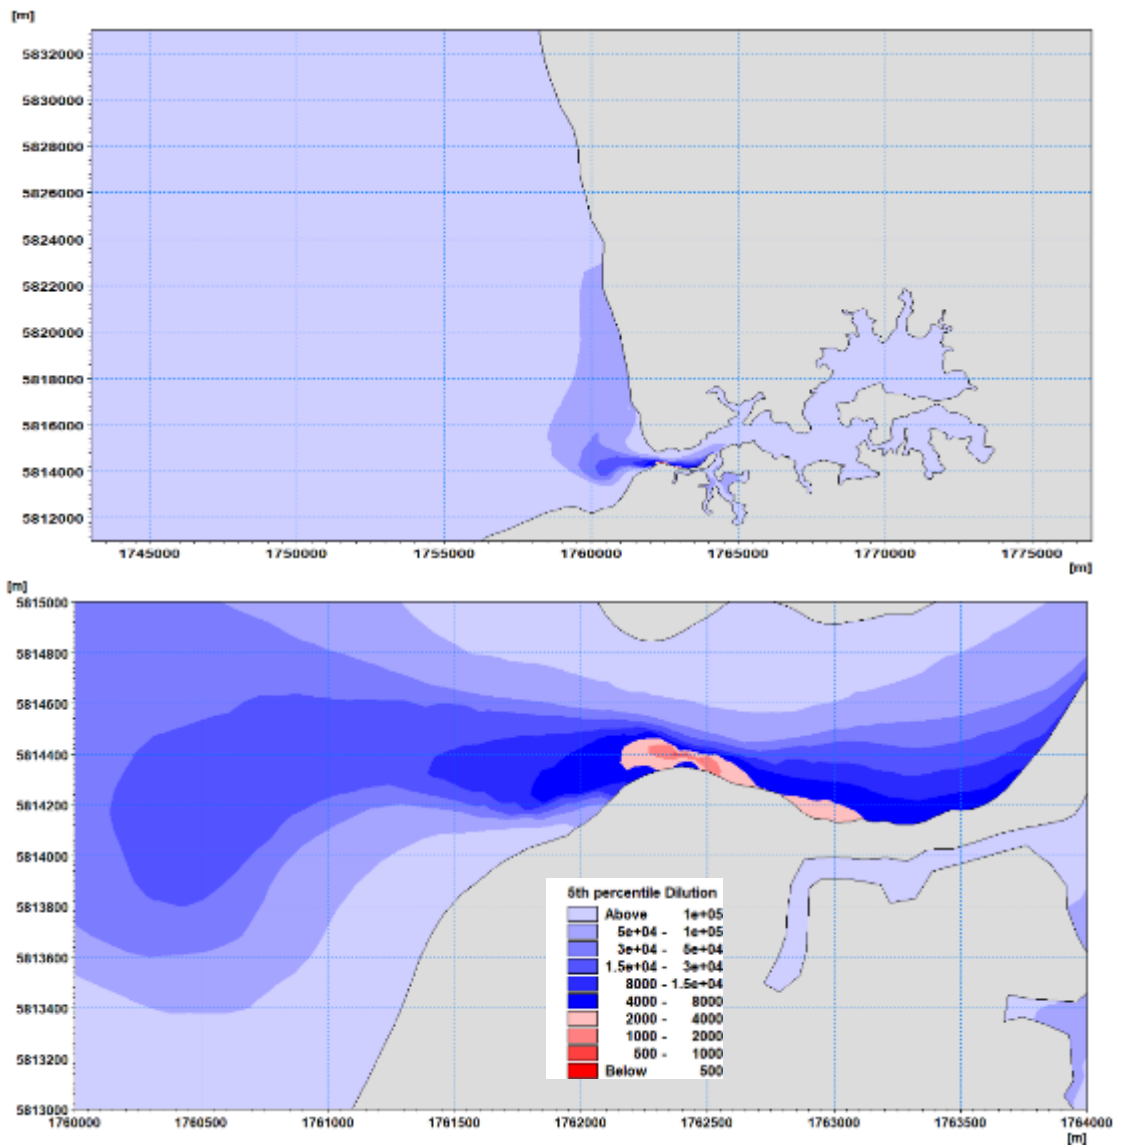 [m]
5832000
5830000
5828000
5826000
5824000
5822000
5820000
5818000
5816000
5814000
5812000
1745000 1750000 1755000 1760000 1765000 1770000 1775000
[m]
[m]
5815000
5814800
5814600
5814400
5814200
5814000
5813800
5813600
5813400
5813200
5813000
5th percentile Dilution
Above 1e+05
5e+04 - 1e+05
3e+04 - 5e+04
1.5e+04 - 3e+04
8000 - 1.5e+04
4000 - 8000
2000 - 4000
1000 - 2000
500 - 1000
Below 500
1760000 1760500 1761000 1761500 1762000 1762500 1763000 1763500 1764000
[m]